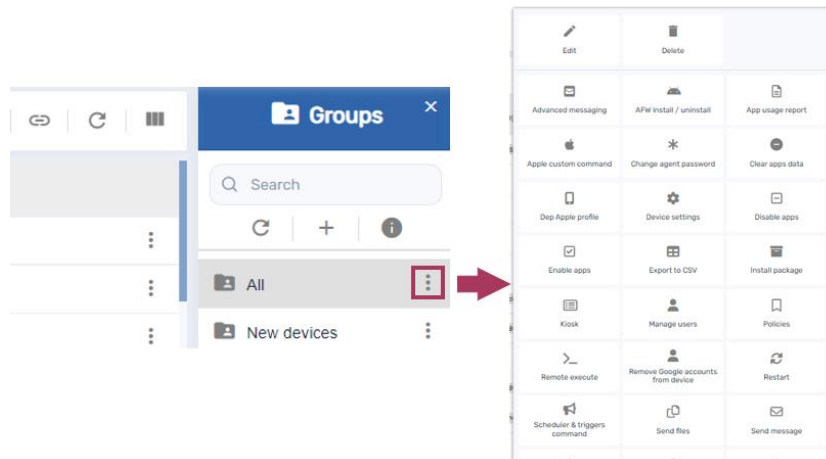 Groups
Search
All
New devices
Edit
Delete
Advanced messaging
AFW install / uninstall
App usage report
Apple custom command
Change agent password
Clear apps data
Dep Apple profile
Device settings
Disable apps
Enable apps
Export to CSV
Install package
Kiosk
Manage users
Policies
Remote execute
Remove Google accounts
from device
Restart
Scheduler & triggers
command
Send files
Send message